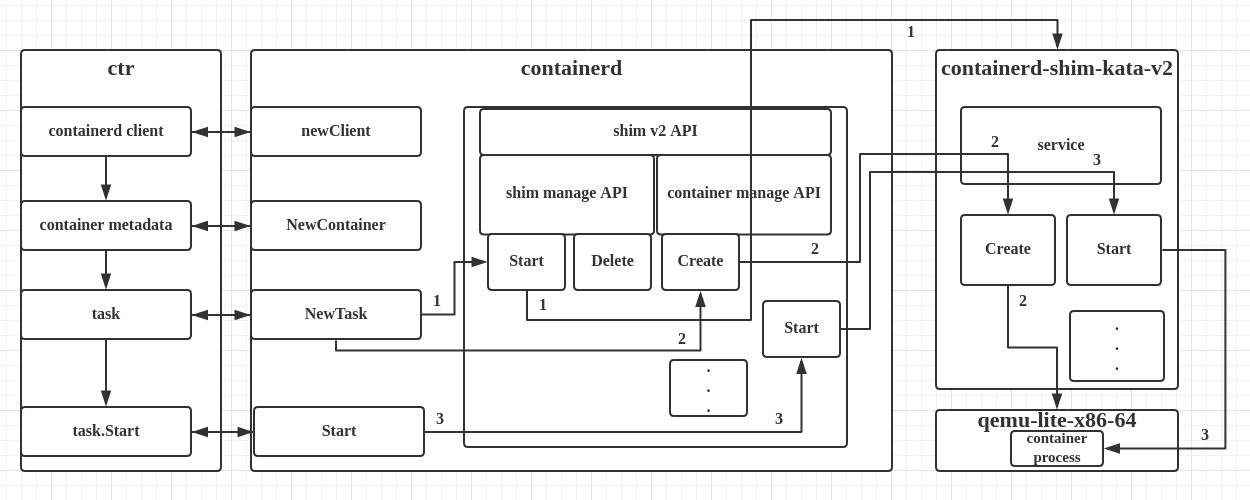 1
ctr
containerd
containerd-shim-kata-v2
containerd client
newClient
shim v2 API
service
2
3
shim manage API
container manage API
container metadata
NewContainer
Start
Delete
Create
2
Create
Start
task
NewTask
1
1
2
Start
2
.
.
.
.
.
.
task.Start
Start
3
3
qemu-lite-x86-64
container
process
3